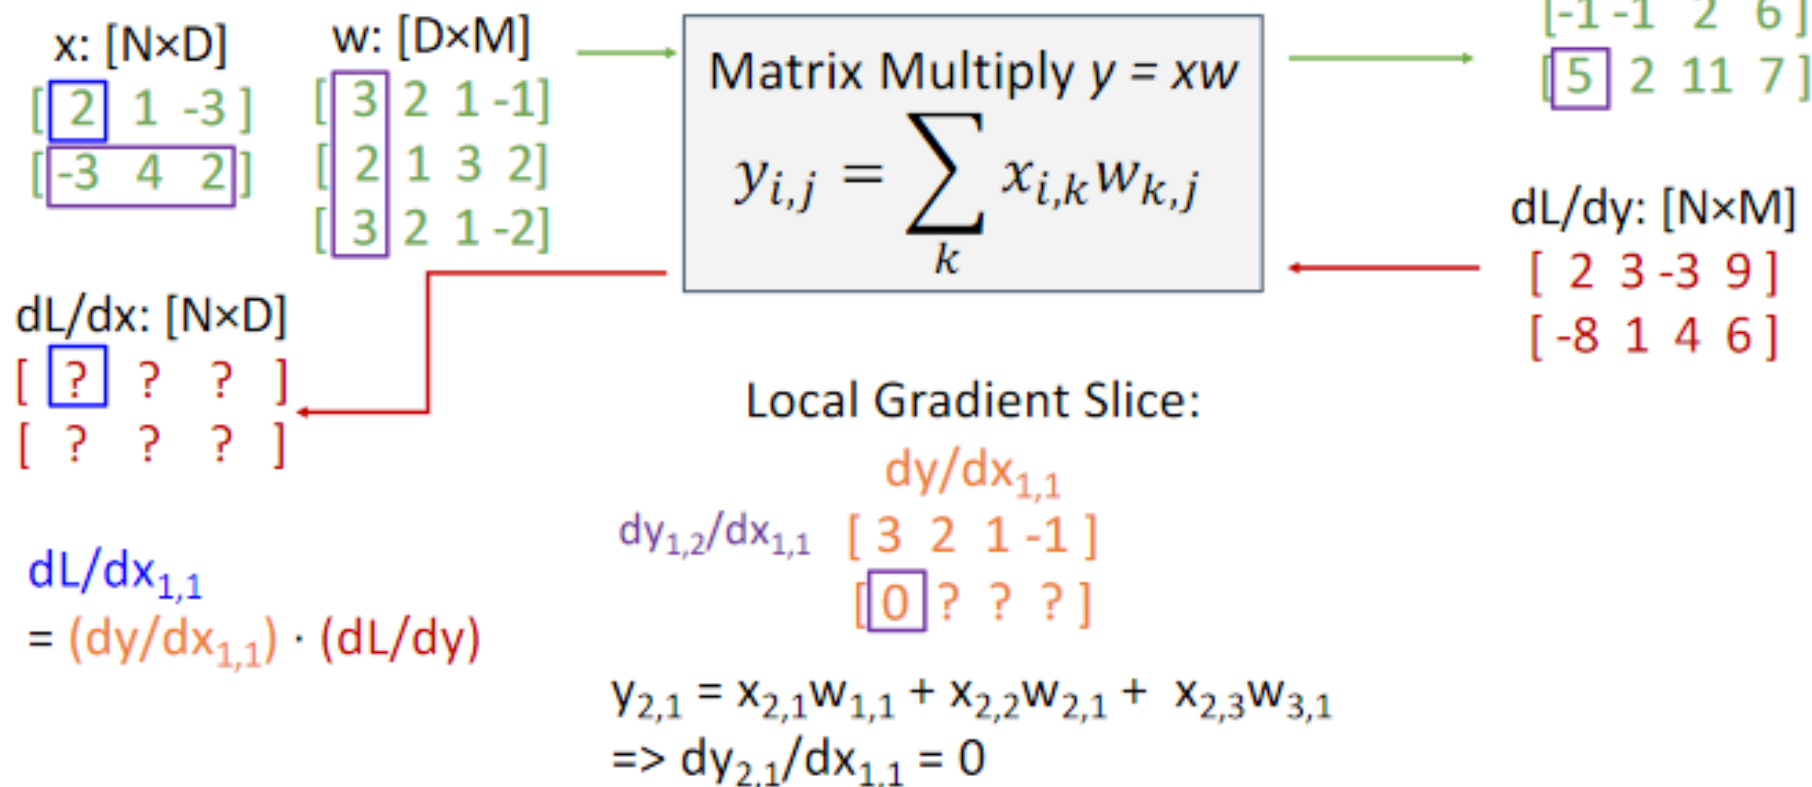 x: [N×D]
[ 2 1 -3 ]
[ -3 4 2 ]
w: [D×M]
[ 3 2 1 -1]
[ 2 1 3 2]
[ 3 2 1 -2]
Matrix Multiply y = xw
y_{i,j} = ∑_k x_{i,k} w_{k,j}
[-1 -1 2 6 ]
[ 5 2 11 7 ]
dL/dy: [N×M]
[ 2 3 -3 9 ]
[ -8 1 4 6 ]
dL/dx: [N×D]
[ ? ? ? ]
[ ? ? ? ]
dL/dx_{1,1}
= (dy/dx_{1,1}) · (dL/dy)
Local Gradient Slice:
dy/dx_{1,1}
dy_{1,2}/dx_{1,1} [ 3 2 1 -1 ]
[ 0 ? ? ? ]
y_{2,1} = x_{2,1}w_{1,1} + x_{2,2}w_{2,1} + x_{2,3}w_{3,1}
=> dy_{2,1}/dx_{1,1} = 0